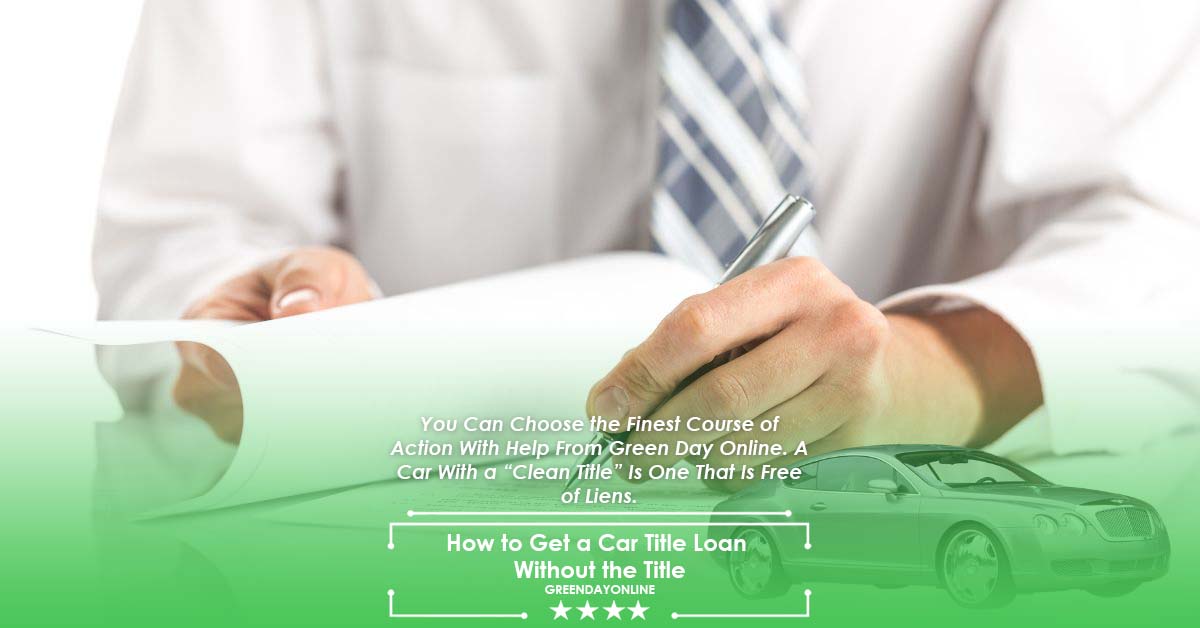 You Can Choose the Finest Course of
Action With Help From Green Day Online. A
Car With a “Clean Title” Is One That Is Free
of Liens.
How to Get a Car Title Loan
Without the Title
GREENDAYONLINE